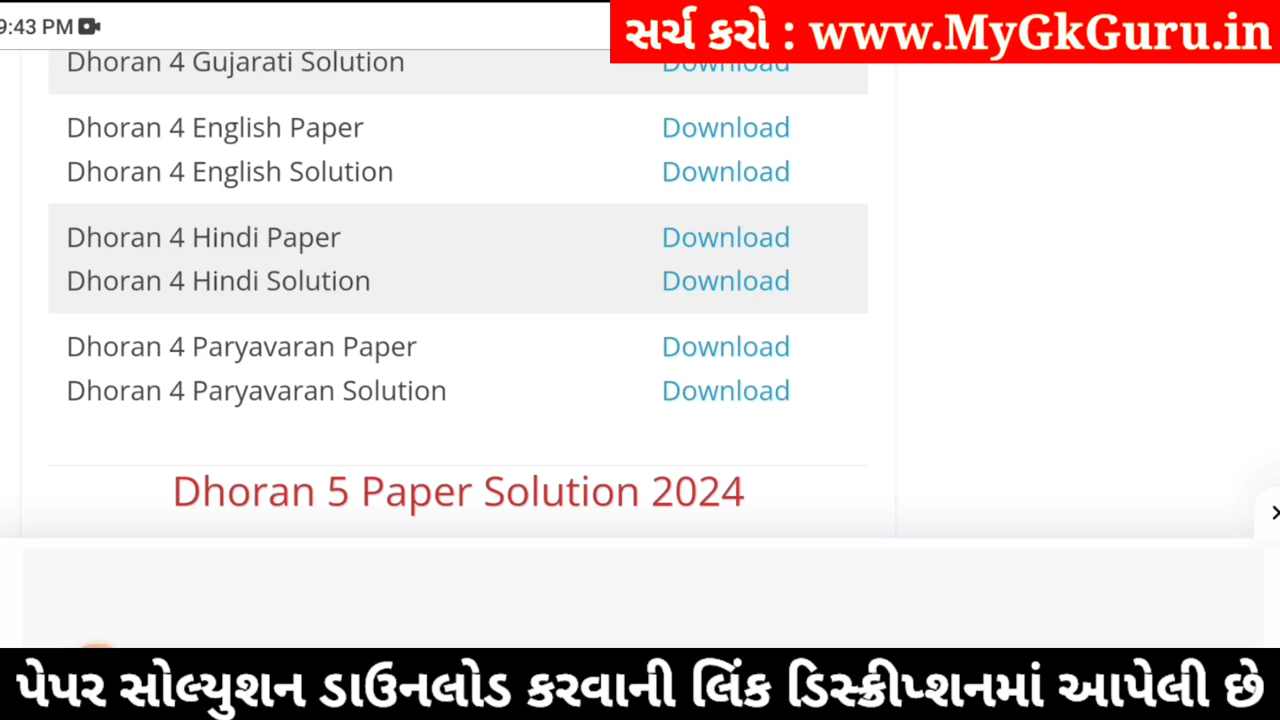 9:43 PM
સર્ચ કરો : www.MyGkGuru.in
Dhoran 4 Gujarati Solution Download
Dhoran 4 English Paper Download
Dhoran 4 English Solution Download
Dhoran 4 Hindi Paper Download
Dhoran 4 Hindi Solution Download
Dhoran 4 Paryavaran Paper Download
Dhoran 4 Paryavaran Solution Download
Dhoran 5 Paper Solution 2024
પેપર સોલ્યુશન ડાઉનલોડ કરવાની લિંક ડિસ્ક્રીપ્શનમાં આપેલી છે